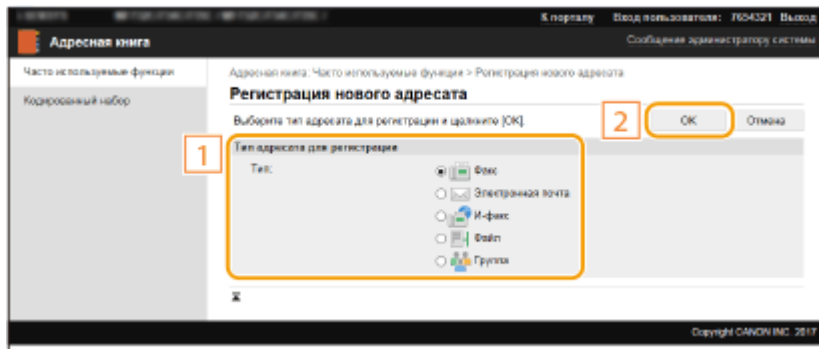 К порталу Вход пользователя: 7654321 Выход
Адресная книга
Сообщение администратору системы
Часто используемые функции
Кодированный набор
Адресная книга: Часто используемые функции > Регистрация нового адресата
Регистрация нового адресата
Выберите тип адресата для регистрации и щелкните [OK].
2
OK
Отмена
1
Тип адресата для регистрации
Тип:
Факс
Электронная почта
И-факс
Файл
Группа
Copyright CANON INC. 2017